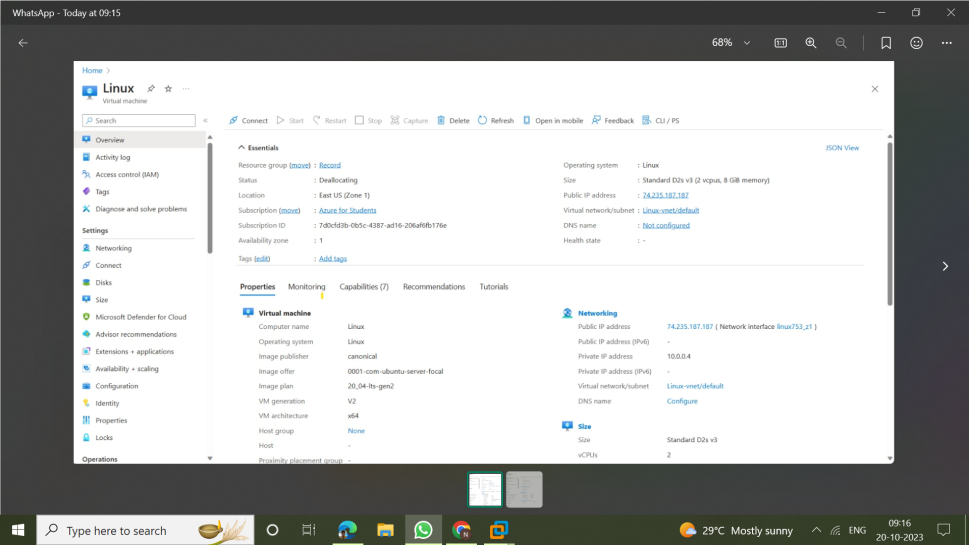 WhatsApp - Today at 09:15
68%
1:1
Home
Linux
Virtual machine
Search
Connect Start Restart Stop Capture Delete Refresh Open in mobile Feedback CLI / PS
Overview
Activity log
Access control (IAM)
Tags
Diagnose and solve problems
Settings
Networking
Connect
Disks
Size
Microsoft Defender for Cloud
Advisor recommendations
Extensions + applications
Availability + scaling
Configuration
Identity
Properties
Locks
Operations
Essentials
JSON View
Resource group (move) : Record
Status : Deallocating
Location : East US (Zone 1)
Subscription (move) : Azure for Students
Subscription ID : 7d0cfd3b-0b5c-4387-ad16-206af6fb176e
Availability zone : 1
Tags (edit) : Add tags
Operating system : Linux
Size : Standard D2s v3 (2 vcpus, 8 GiB memory)
Public IP address : 74.235.187.187
Virtual network/subnet : Linux-vnet/default
DNS name : Not configured
Health state : -
Properties Monitoring Capabilities (7) Recommendations Tutorials
Virtual machine
Computer name Linux
Operating system Linux
Image publisher canonical
Image offer 0001-com-ubuntu-server-focal
Image plan 20_04-lts-gen2
VM generation V2
VM architecture x64
Host group None
Host -
Proximity placement group -
Networking
Public IP address 74.235.187.187 ( Network interface linux753_z1 )
Public IP address (IPv6) -
Private IP address 10.0.0.4
Private IP address (IPv6) -
Virtual network/subnet Linux-vnet/default
DNS name Configure
Size
Size Standard D2s v3
vCPUs 2
Type here to search
29°C Mostly sunny
ENG
09:16
20-10-2023